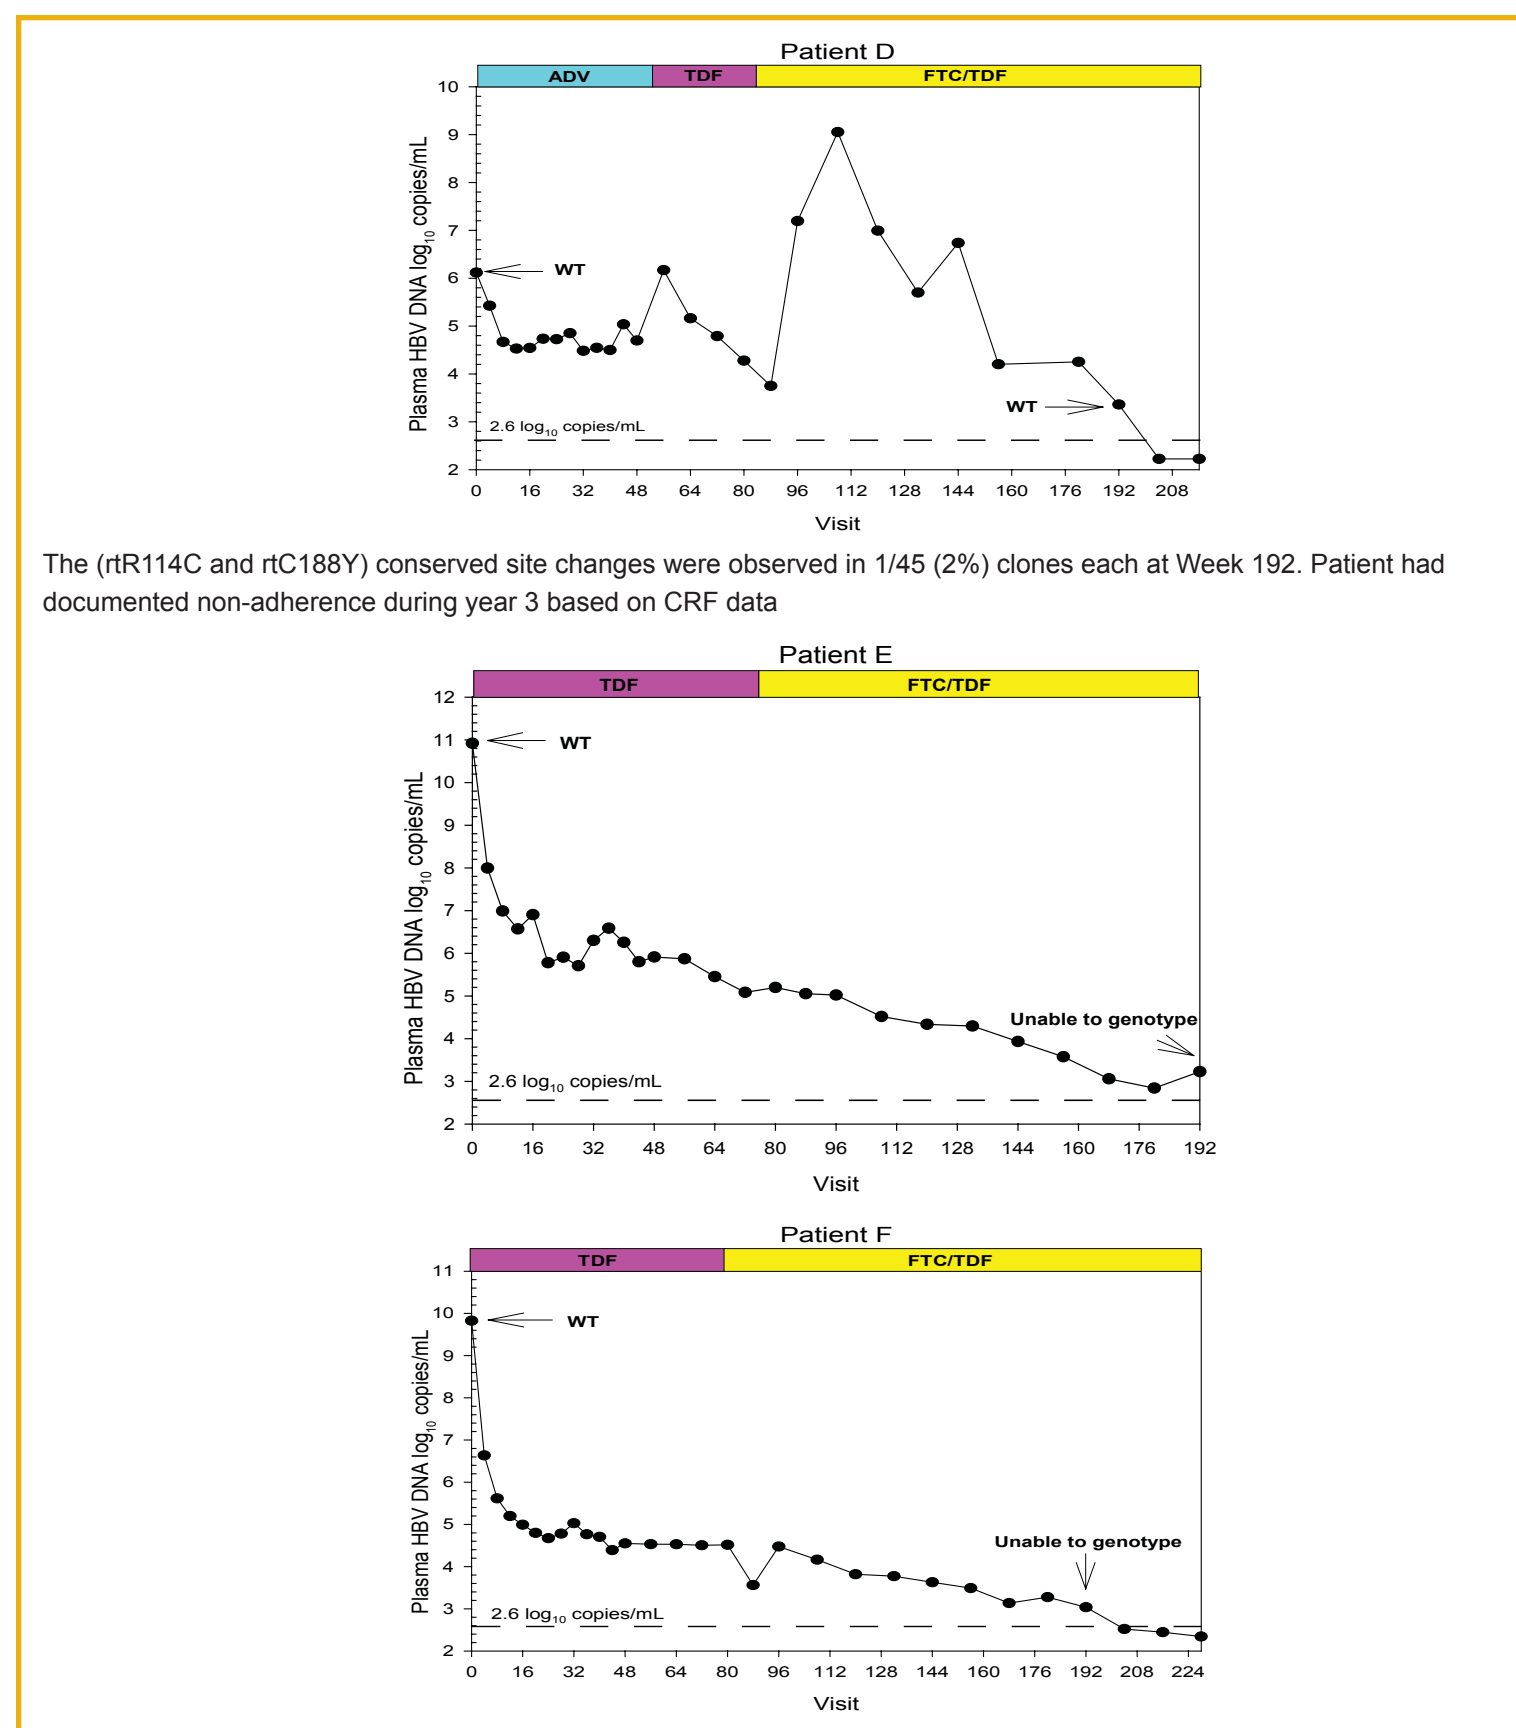 Patient D
ADV TDF FTC/TDF
Plasma HBV DNA log10 copies/mL
10
9
8
7
6
5
4
3
2
WT
WT
2.6 log10 copies/mL
0 16 32 48 64 80 96 112 128 144 160 176 192 208
Visit
The (rtR114C and rtC188Y) conserved site changes were observed in 1/45 (2%) clones each at Week 192. Patient had
documented non-adherence during year 3 based on CRF data
Patient E
TDF FTC/TDF
Plasma HBV DNA log10 copies/mL
12
11
10
9
8
7
6
5
4
3
2
WT
Unable to genotype
2.6 log10 copies/mL
0 16 32 48 64 80 96 112 128 144 160 176 192
Visit
Patient F
TDF FTC/TDF
Plasma HBV DNA log10 copies/mL
11
10
9
8
7
6
5
4
3
2
WT
Unable to genotype
2.6 log10 copies/mL
0 16 32 48 64 80 96 112 128 144 160 176 192 208 224
Visit